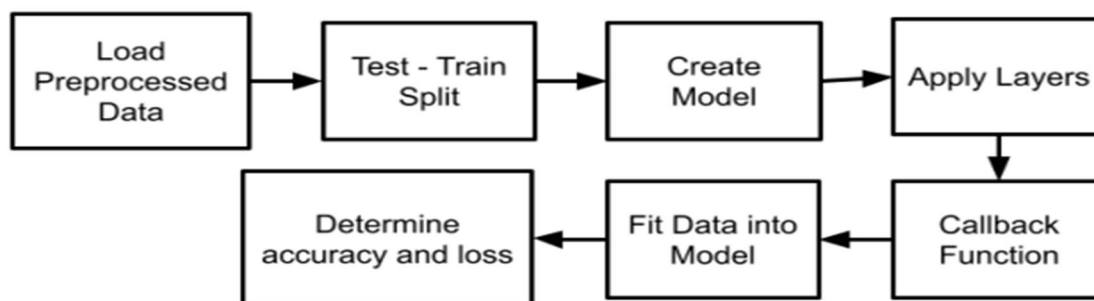 Load
Preprocessed
Data
Test - Train
Split
Create
Model
Apply Layers
Callback
Function
Fit Data into
Model
Determine
accuracy and loss